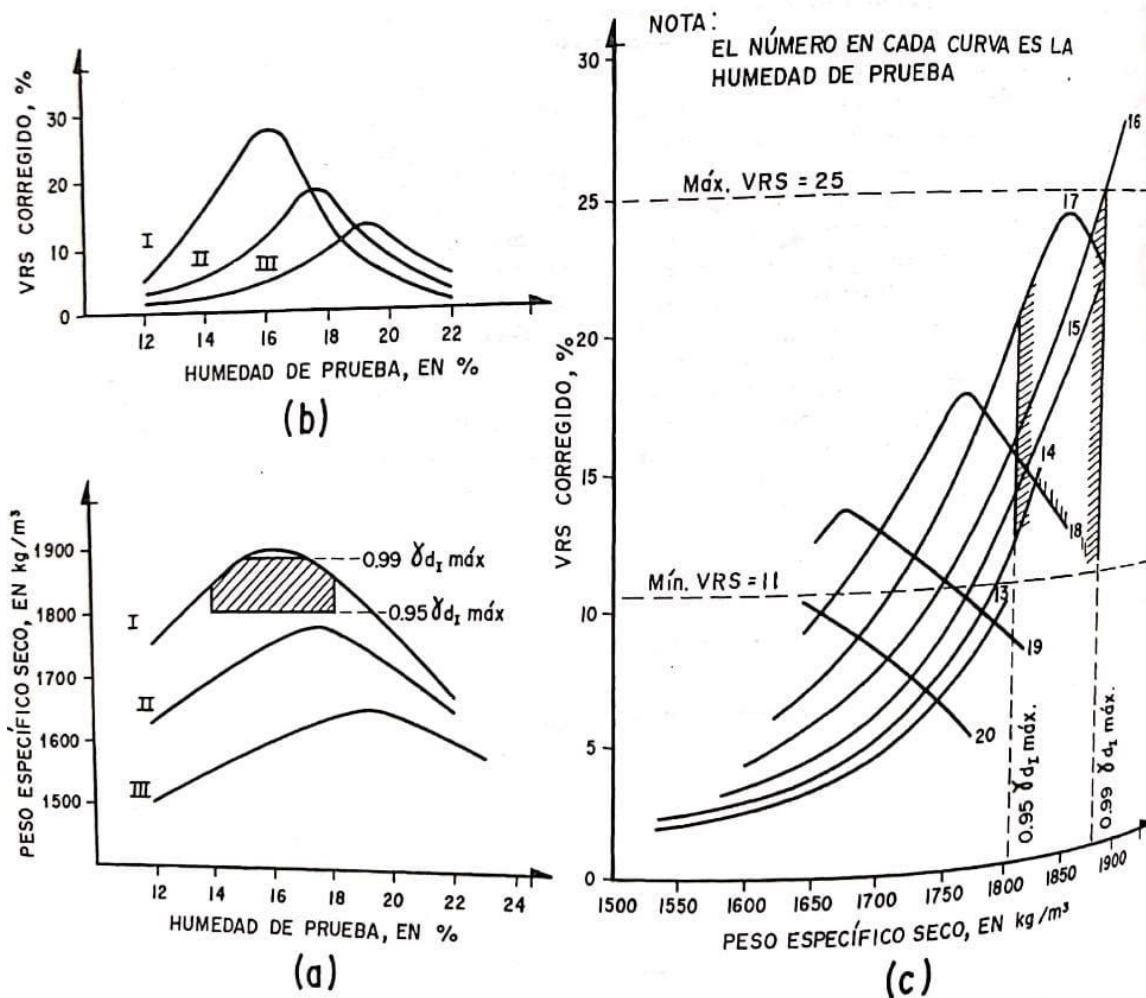 VRS CORREGIDO, %
30
20
10
0
I
II
III
12 14 16 18 20 22
HUMEDAD DE PRUEBA, EN %
(b)
PESO ESPECÍFICO SECO, EN kg/m³
1900
1800
1700
1600
1500
0.99 γdI máx
0.95 γdI máx
I
II
III
12 14 16 18 20 22 24
HUMEDAD DE PRUEBA, EN %
(a)
NOTA:
EL NÚMERO EN CADA CURVA ES LA
HUMEDAD DE PRUEBA
VRS CORREGIDO, %
30
25
20
15
10
5
0
Máx. VRS = 25
Mín. VRS = 11
16
17
15
14
18
13
19
20
0.95 γdI máx.
0.99 γdI máx.
1500 1550 1600 1650 1700 1750 1800 1850 1900
PESO ESPECÍFICO SECO, EN kg/m³
(c)